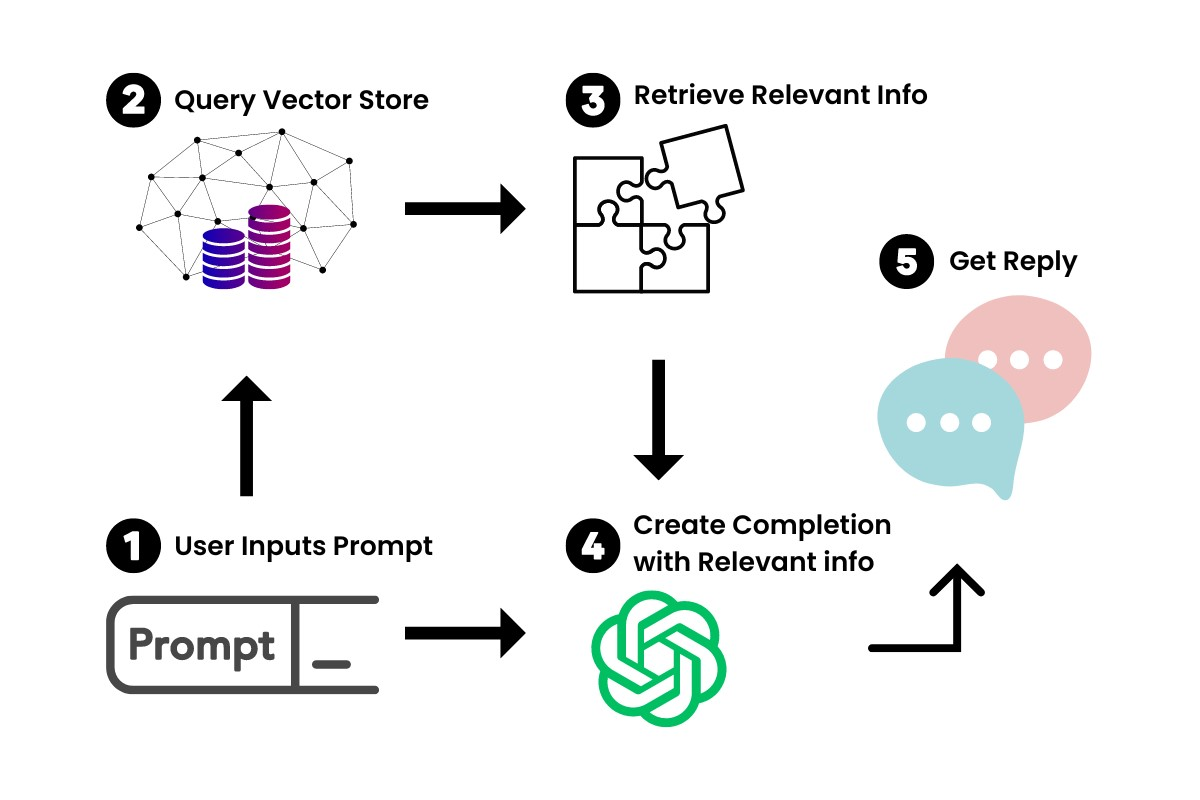 2 Query Vector Store
3 Retrieve Relevant Info
5 Get Reply
1 User Inputs Prompt
Prompt
4 Create Completion
with Relevant info